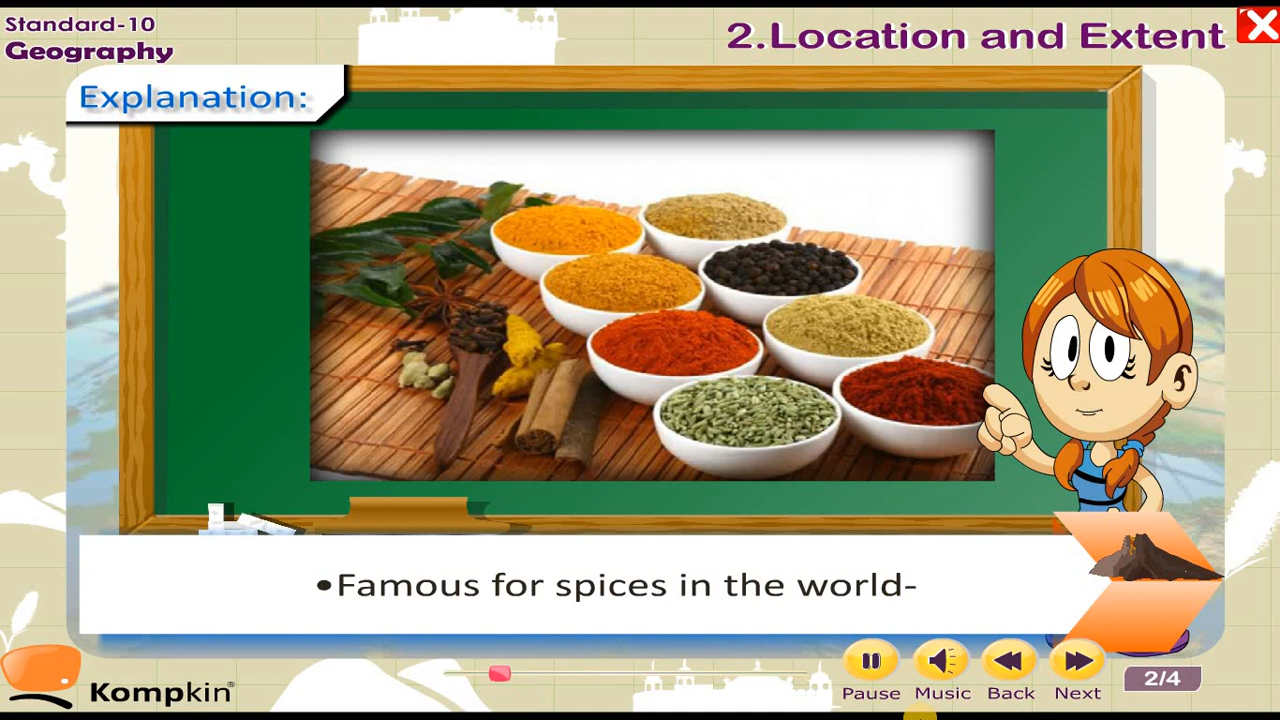 Standard-10
Geography
2.Location and Extent
Explanation:
•Famous for spices in the world-
Kompkin®
Pause Music Back Next
2/4